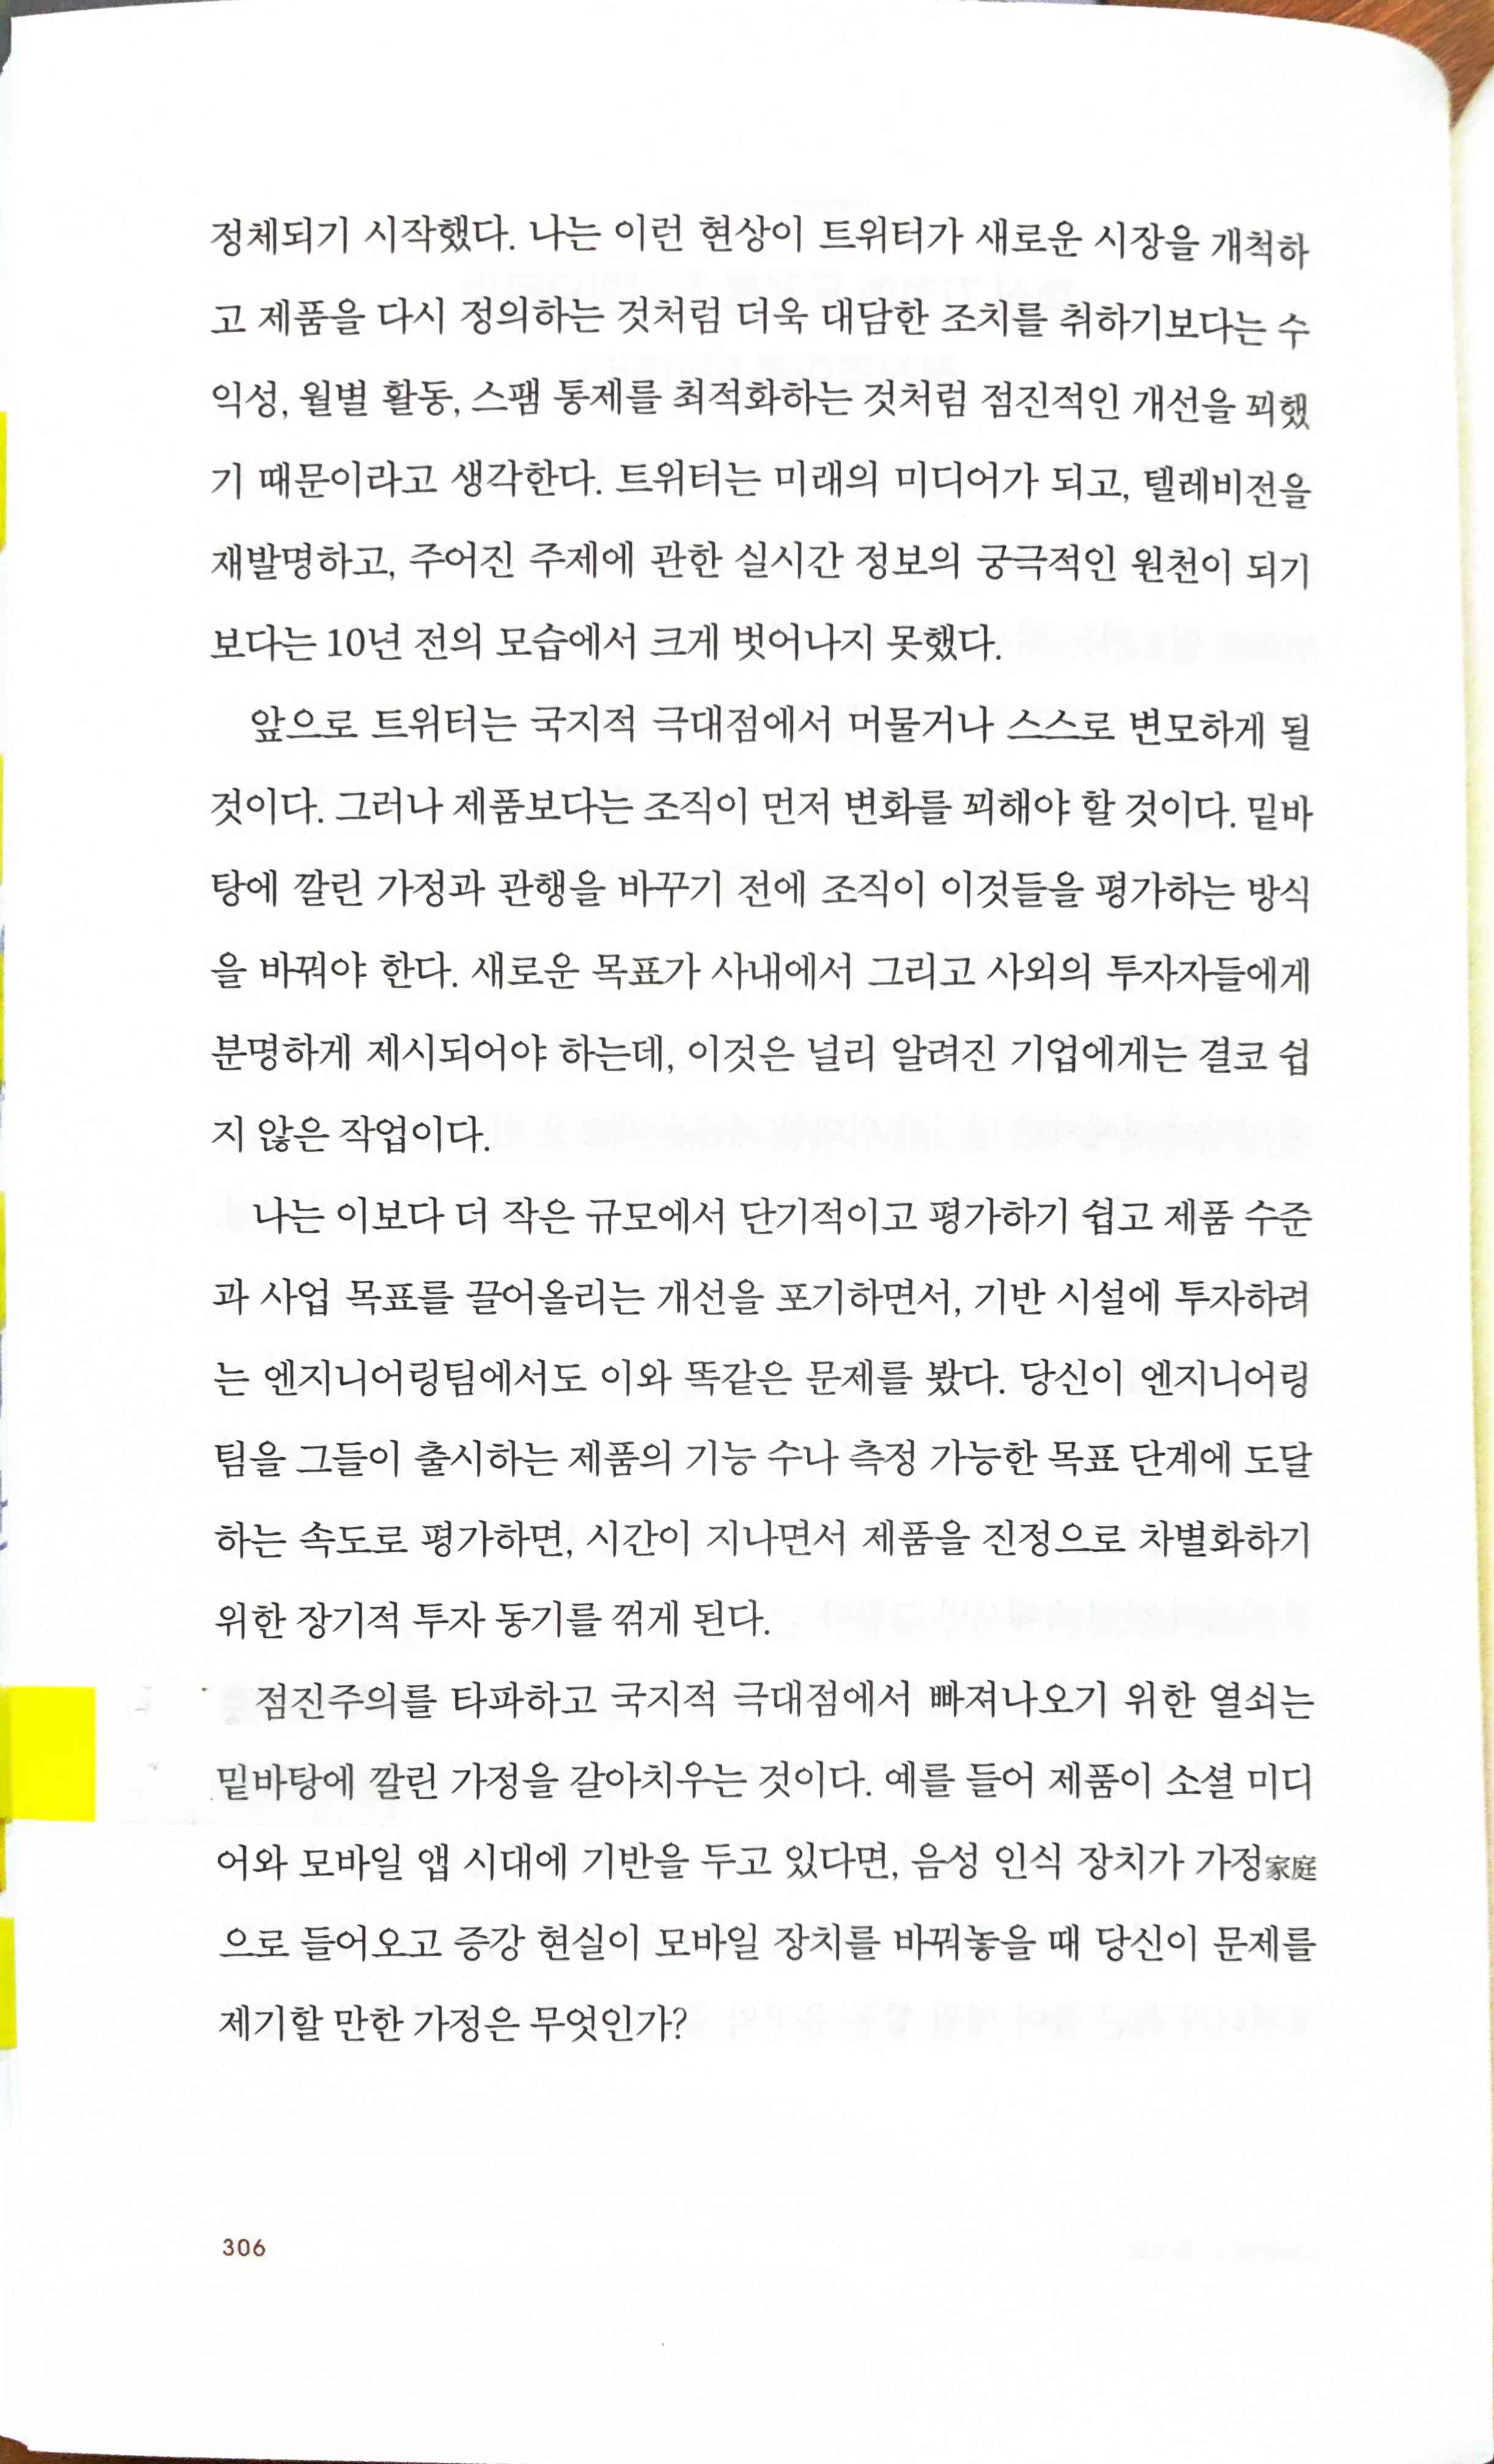 정체되기 시작했다. 나는 이런 현상이 트위터가 새로운 시장을 개척하
고 제품을 다시 정의하는 것처럼 더욱 대담한 조치를 취하기보다는 수
익성, 월별 활동, 스팸 통제를 최적화하는 것처럼 점진적인 개선을 꾀했
기 때문이라고 생각한다. 트위터는 미래의 미디어가 되고, 텔레비전을
재발명하고, 주어진 주제에 관한 실시간 정보의 궁극적인 원천이 되기
보다는 10년 전의 모습에서 크게 벗어나지 못했다.
앞으로 트위터는 국지적 극대점에서 머물거나 스스로 변모하게 될
것이다. 그러나 제품보다는 조직이 먼저 변화를 꾀해야 할 것이다. 밑바
탕에 깔린 가정과 관행을 바꾸기 전에 조직이 이것들을 평가하는 방식
을 바꿔야 한다. 새로운 목표가 사내에서 그리고 사외의 투자자들에게
분명하게 제시되어야 하는데, 이것은 널리 알려진 기업에게는 결코 쉽
지 않은 작업이다.
나는 이보다 더 작은 규모에서 단기적이고 평가하기 쉽고 제품 수준
과 사업 목표를 끌어올리는 개선을 포기하면서, 기반 시설에 투자하려
는 엔지니어링팀에서도 이와 똑같은 문제를 봤다. 당신이 엔지니어링
팀을 그들이 출시하는 제품의 기능 수나 측정 가능한 목표 단계에 도달
하는 속도로 평가하면, 시간이 지나면서 제품을 진정으로 차별화하기
위한 장기적 투자 동기를 꺾게 된다.
점진주의를 타파하고 국지적 극대점에서 빠져나오기 위한 열쇠는
밑바탕에 깔린 가정을 갈아치우는 것이다. 예를 들어 제품이 소셜 미디
어와 모바일 앱 시대에 기반을 두고 있다면, 음성 인식 장치가 가정家庭
으로 들어오고 증강 현실이 모바일 장치를 바꿔놓을 때 당신이 문제를
제기할 만한 가정은 무엇인가?
306